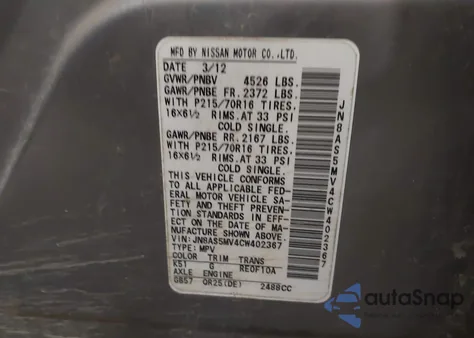 MFD BY NISSAN MOTOR CO.,LTD.
DATE 3/12
GVWR/PNBV 4526 LBS.
GAWR/PNBE FR. 2372 LBS.
WITH P215/70R16 TIRES.
16X6½ RIMS.AT 33 PSI
COLD SINGLE.
GAWR/PNBE RR. 2167 LBS.
WITH P215/70R16 TIRES.
16X6½ RIMS.AT 33 PSI
COLD SINGLE.
THIS VEHICLE CONFORMS
TO ALL APPLICABLE FED-
ERAL MOTOR VEHICLE SA-
FETY AND THEFT PREV-
ENTION STANDARDS IN EFF-
ECT ON THE DATE OF MA-
NUFACTURE SHOWN ABOVE.
VIN:JN8AS5MV4CW402367
TYPE: MPV
COLOR TRIM TRANS
K51 G RE0F10A
AXLE ENGINE
GB57 QR25(DE) 2488CC
JN8AS5MV4CW402367
autoSnap